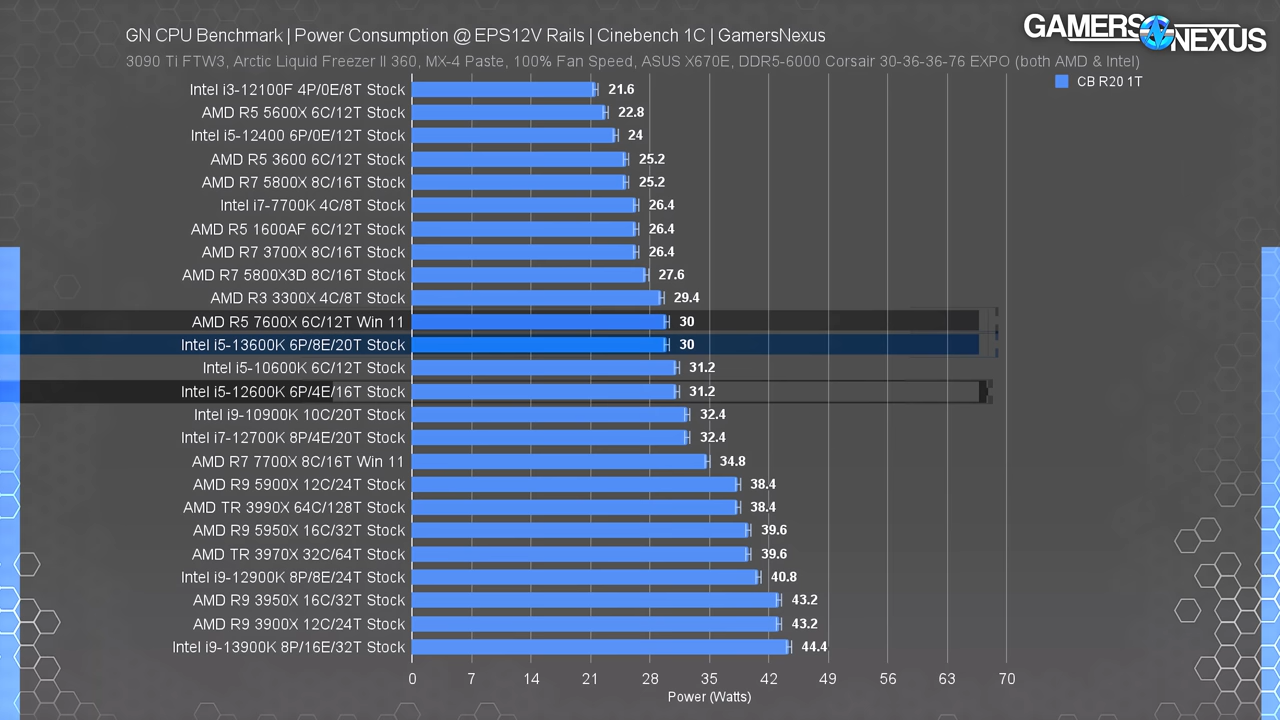 GN CPU Benchmark | Power Consumption @ EPS12V Rails | Cinebench 1C | GamersNexus
GAMERS NEXUS
3090 Ti FTW3, Arctic Liquid Freezer II 360, MX-4 Paste, 100% Fan Speed, ASUS X670E, DDR5-6000 Corsair 30-36-36-76 EXPO (both AMD & Intel)
CB R20 1T
Intel i3-12100F 4P/0E/8T Stock 21.6
AMD R5 5600X 6C/12T Stock 22.8
Intel i5-12400 6P/0E/12T Stock 24
AMD R5 3600 6C/12T Stock 25.2
AMD R7 5800X 8C/16T Stock 25.2
Intel i7-7700K 4C/8T Stock 26.4
AMD R5 1600AF 6C/12T Stock 26.4
AMD R7 3700X 8C/16T Stock 26.4
AMD R7 5800X3D 8C/16T Stock 27.6
AMD R3 3300X 4C/8T Stock 29.4
AMD R5 7600X 6C/12T Win 11 30
Intel i5-13600K 6P/8E/20T Stock 30
Intel i5-10600K 6C/12T Stock 31.2
Intel i5-12600K 6P/4E/16T Stock 31.2
Intel i9-10900K 10C/20T Stock 32.4
Intel i7-12700K 8P/4E/20T Stock 32.4
AMD R7 7700X 8C/16T Win 11 34.8
AMD R9 5900X 12C/24T Stock 38.4
AMD TR 3990X 64C/128T Stock 38.4
AMD R9 5950X 16C/32T Stock 39.6
AMD TR 3970X 32C/64T Stock 39.6
Intel i9-12900K 8P/8E/24T Stock 40.8
AMD R9 3950X 16C/32T Stock 43.2
AMD R9 3900X 12C/24T Stock 43.2
Intel i9-13900K 8P/16E/32T Stock 44.4
0 7 14 21 28 35 42 49 56 63 70
Power (Watts)